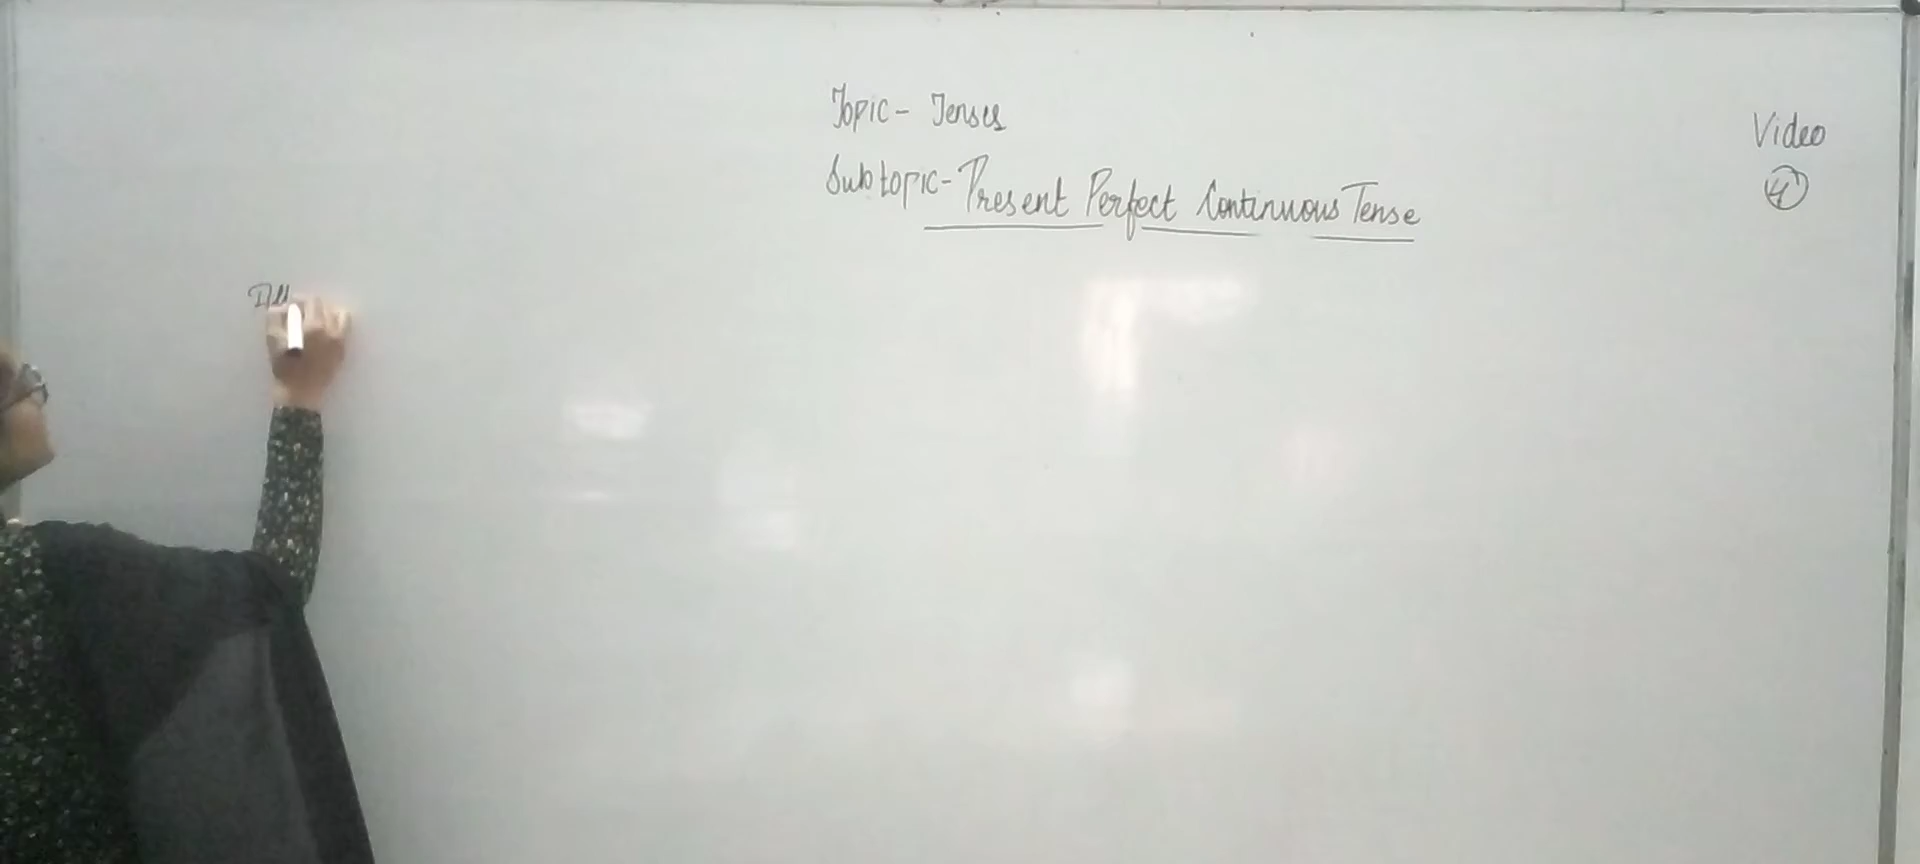 Topic - Tenses
Subtopic - Present Perfect Continuous Tense
Video
4